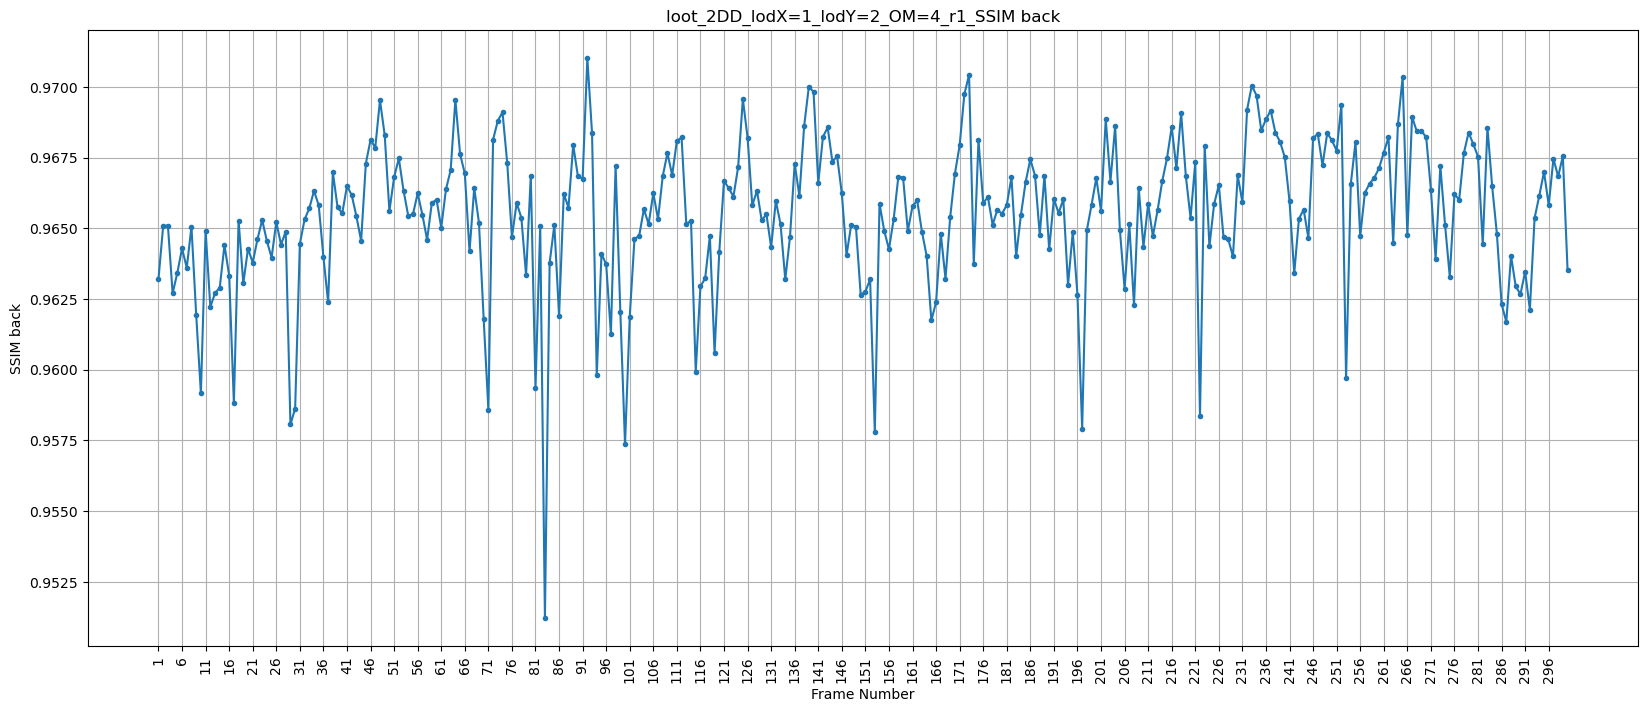 loot_2DD_lodX=1_lodY=2_OM=4_r1_SSIM back
SSIM back
0.9700
0.9675
0.9650
0.9625
0.9600
0.9575
0.9550
0.9525
1 6 11 16 21 26 31 36 41 46 51 56 61 66 71 76 81 86 91 96 101 106 111 116 121 126 131 136 141 146 151 156 161 166 171 176 181 186 191 196 201 206 211 216 221 226 231 236 241 246 251 256 261 266 271 276 281 286 291 296
Frame Number